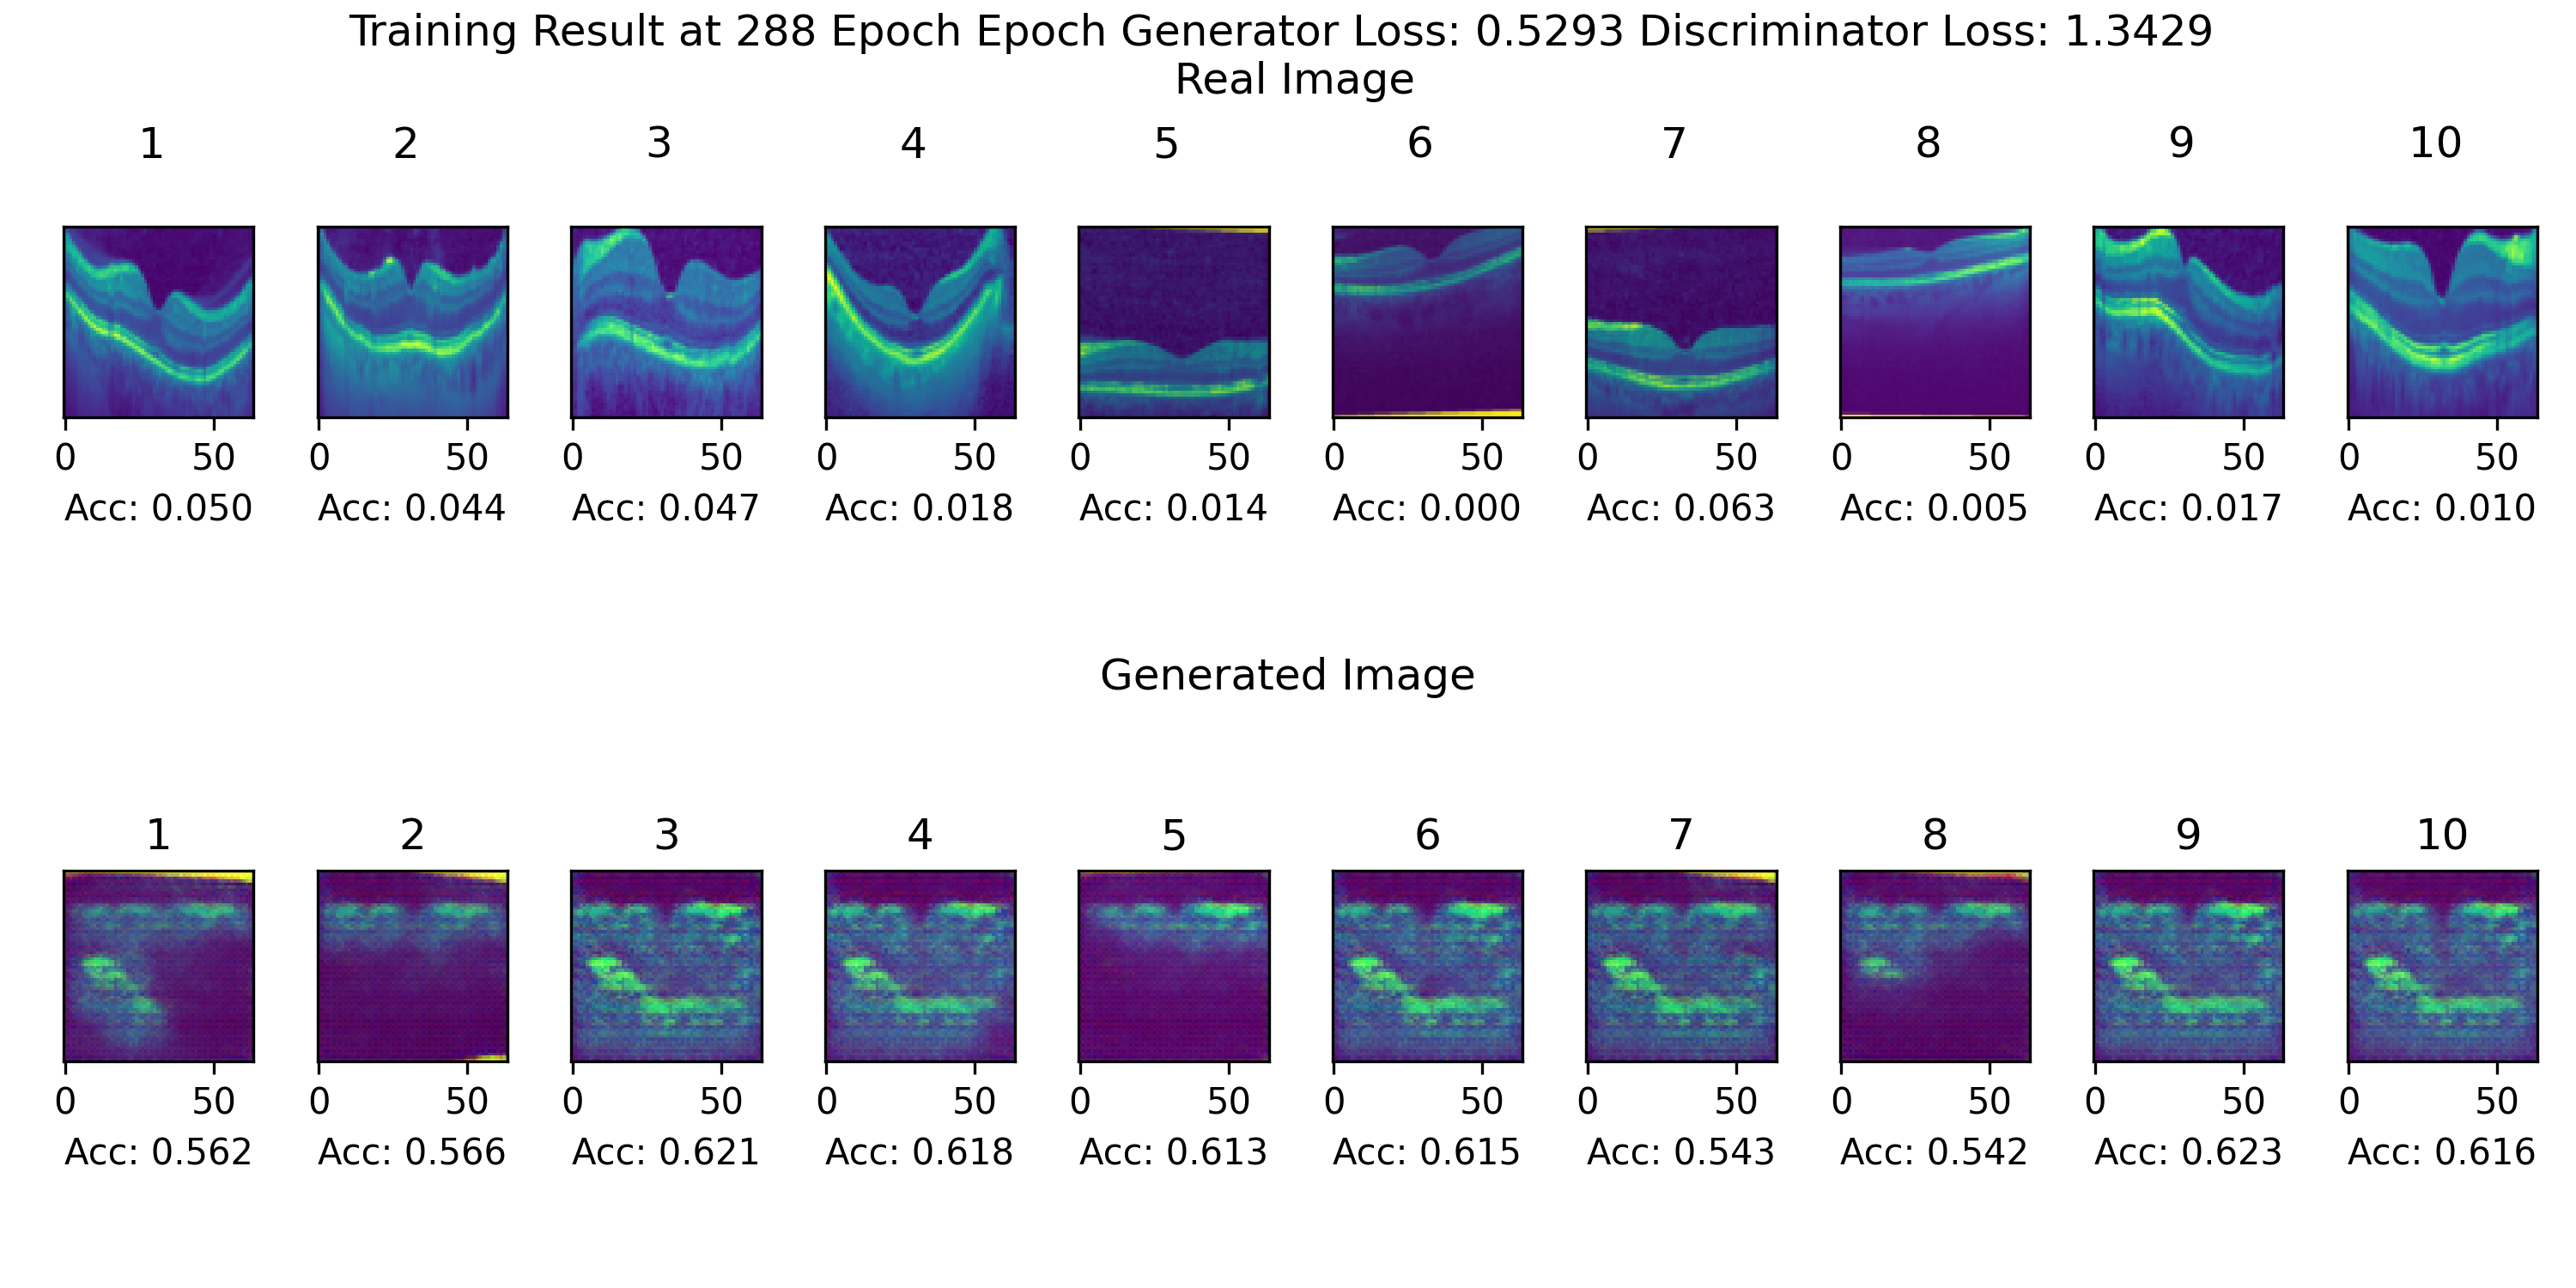 Training Result at 288 Epoch Epoch Generator Loss: 0.5293 Discriminator Loss: 1.3429
Real Image
1 2 3 4 5 6 7 8 9 10
0 50 0 50 0 50 0 50 0 50 0 50 0 50 0 50 0 50 0 50
Acc: 0.050 Acc: 0.044 Acc: 0.047 Acc: 0.018 Acc: 0.014 Acc: 0.000 Acc: 0.063 Acc: 0.005 Acc: 0.017 Acc: 0.010
Generated Image
1 2 3 4 5 6 7 8 9 10
0 50 0 50 0 50 0 50 0 50 0 50 0 50 0 50 0 50 0 50
Acc: 0.562 Acc: 0.566 Acc: 0.621 Acc: 0.618 Acc: 0.613 Acc: 0.615 Acc: 0.543 Acc: 0.542 Acc: 0.623 Acc: 0.616